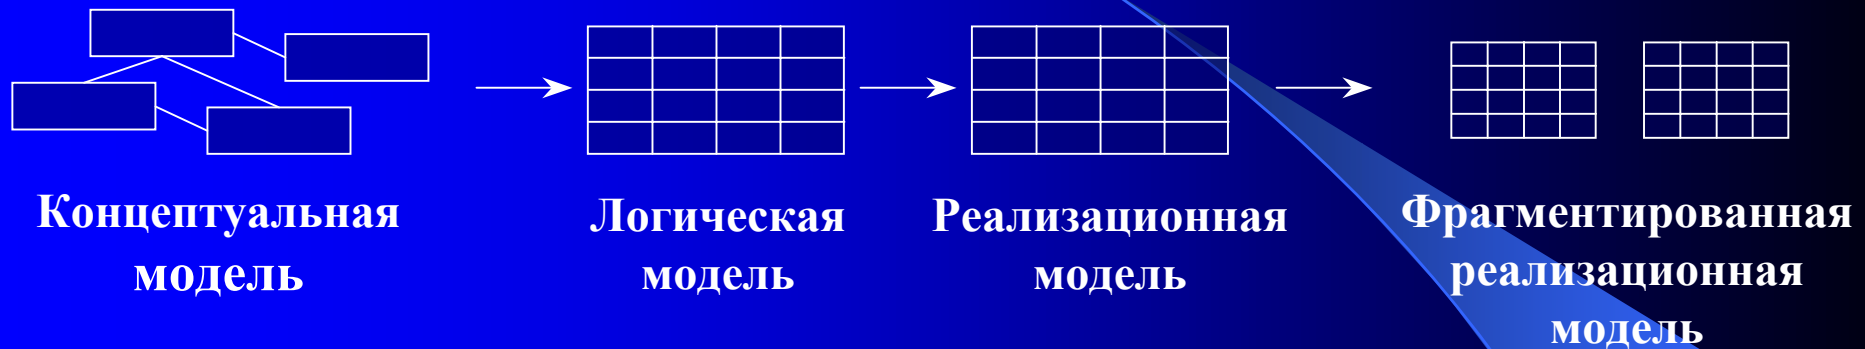 Концептуальная
модель
Логическая
модель
Реализационная
модель
Фрагментированная
реализационная
модель